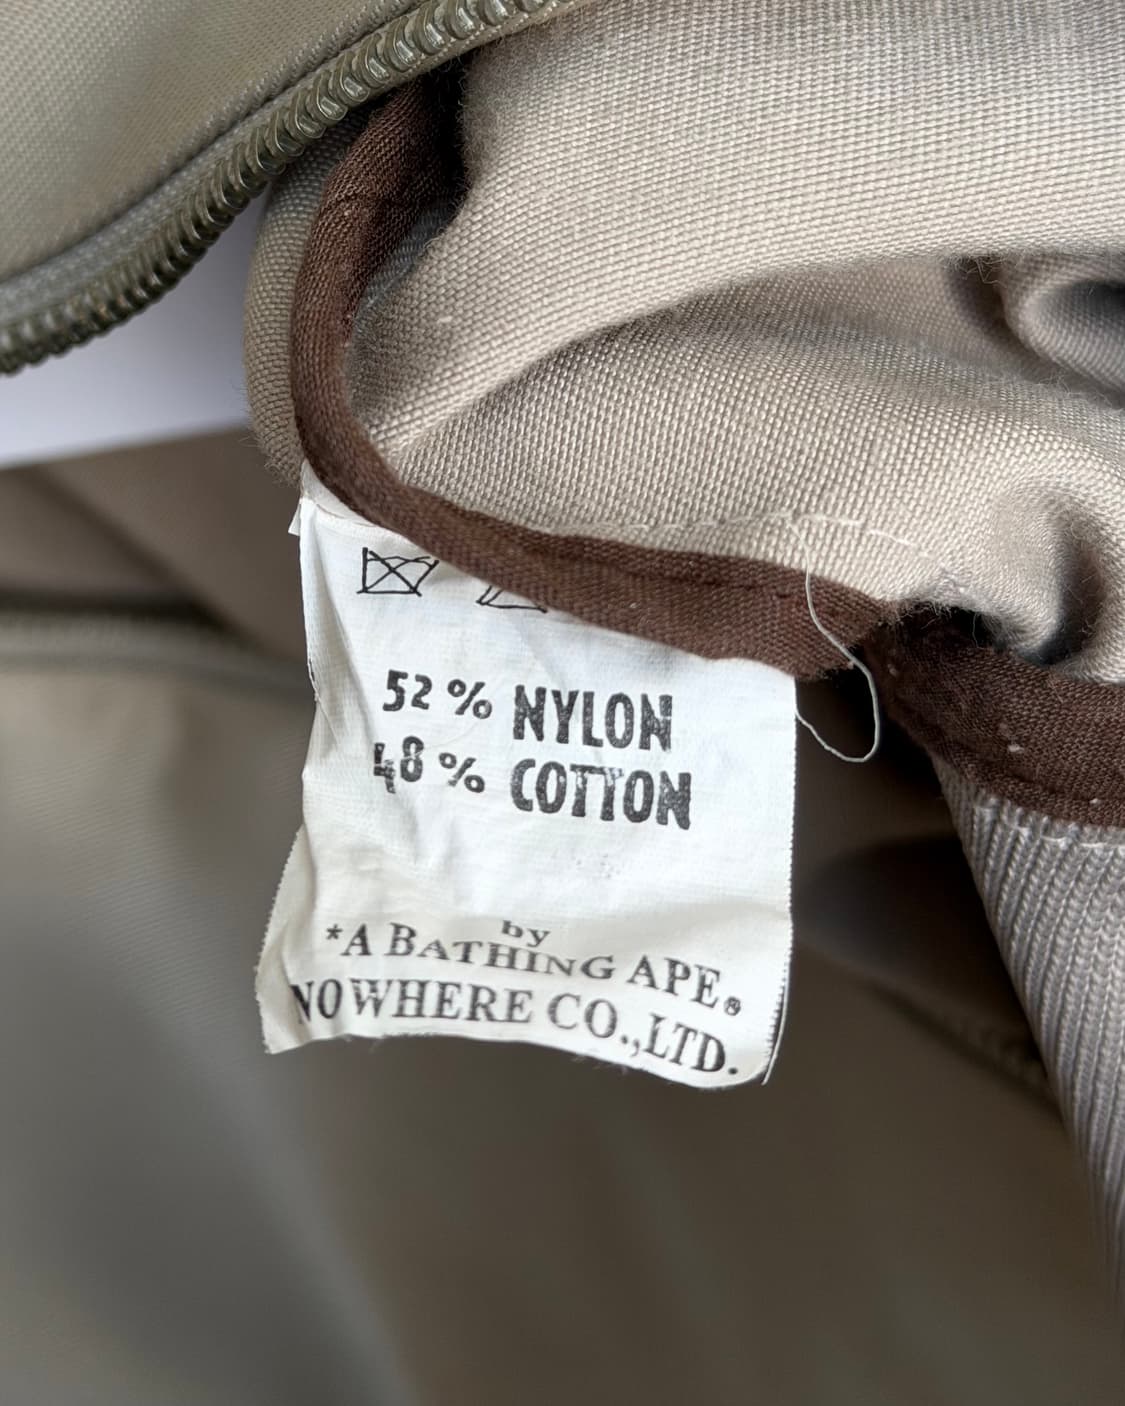 52 % NYLON
48 % COTTON
by
*A BATHING APE®
NOWHERE CO.,LTD.